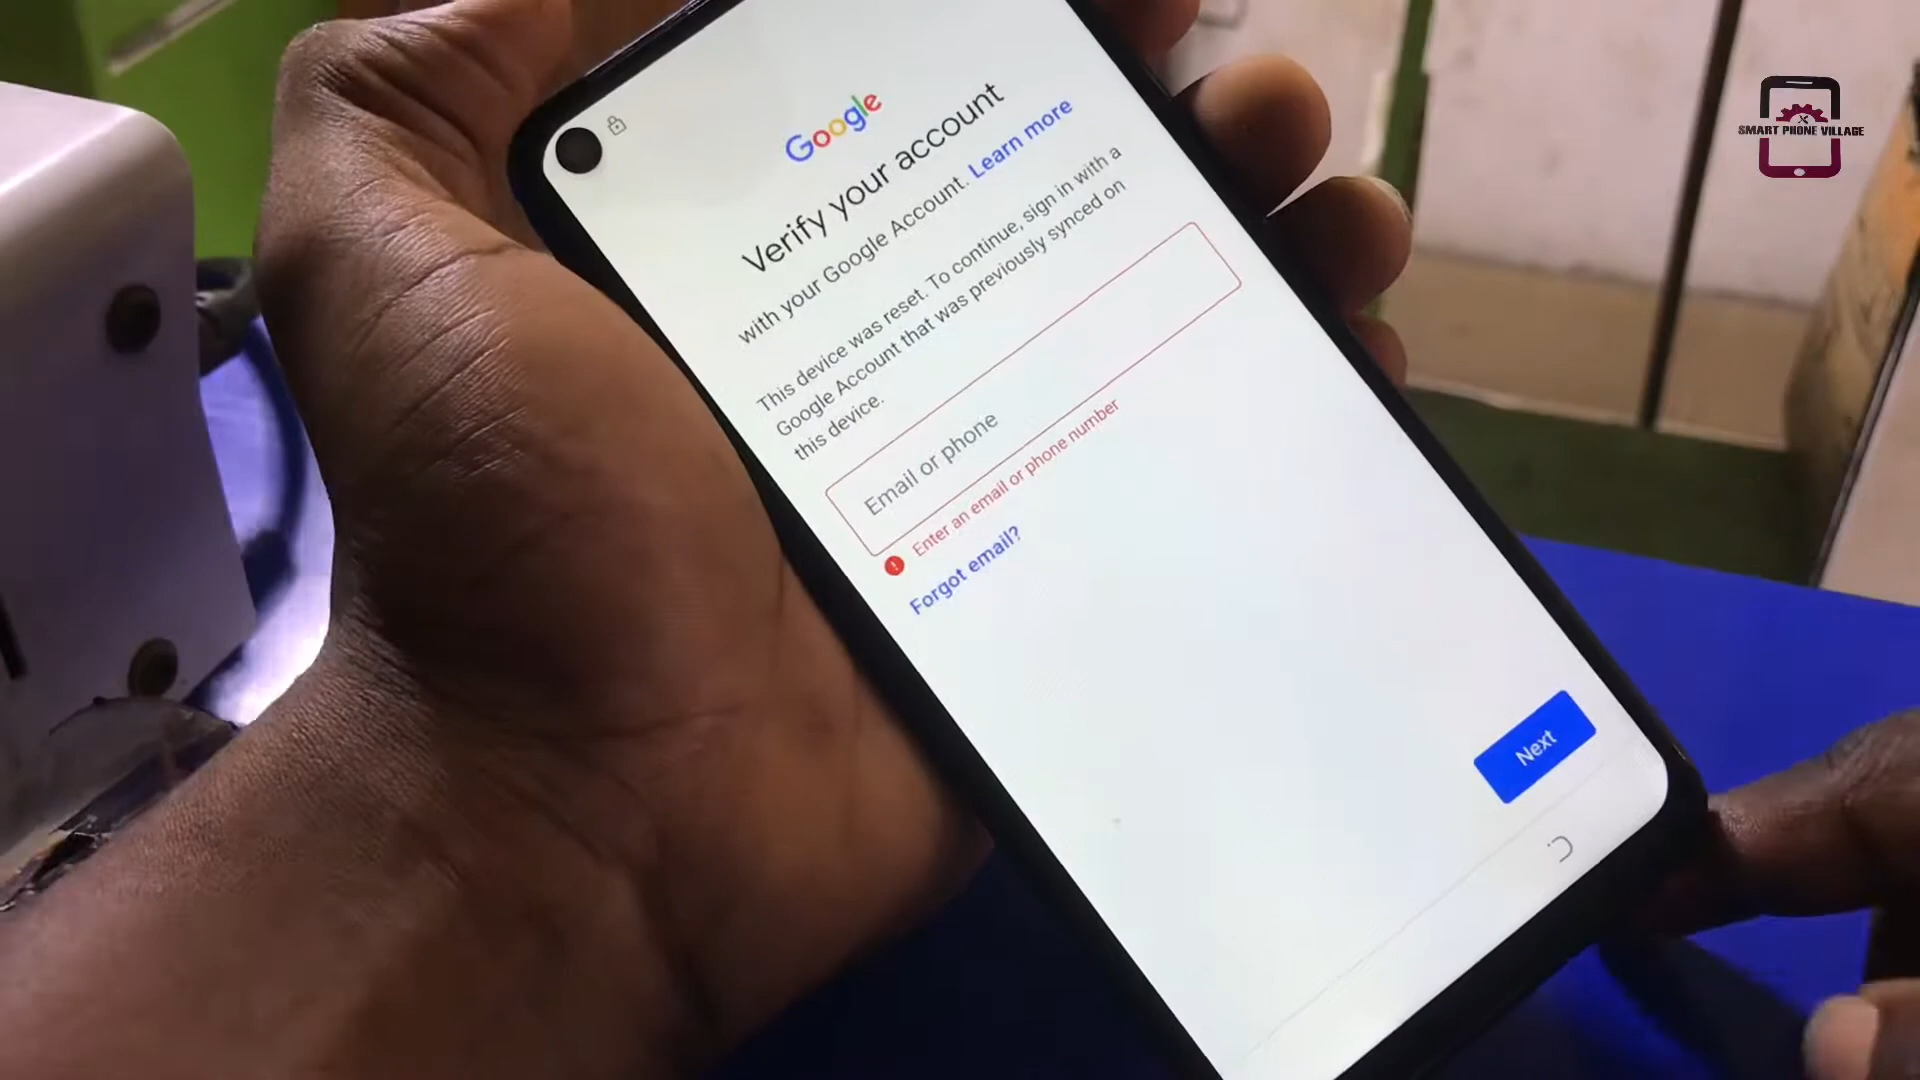 Google
Verify your account
with your Google Account. Learn more
This device was reset. To continue, sign in with a
Google Account that was previously synced on
this device.
Email or phone
Enter an email or phone number
Forgot email?
Next
SMART PHONE VILLAGE